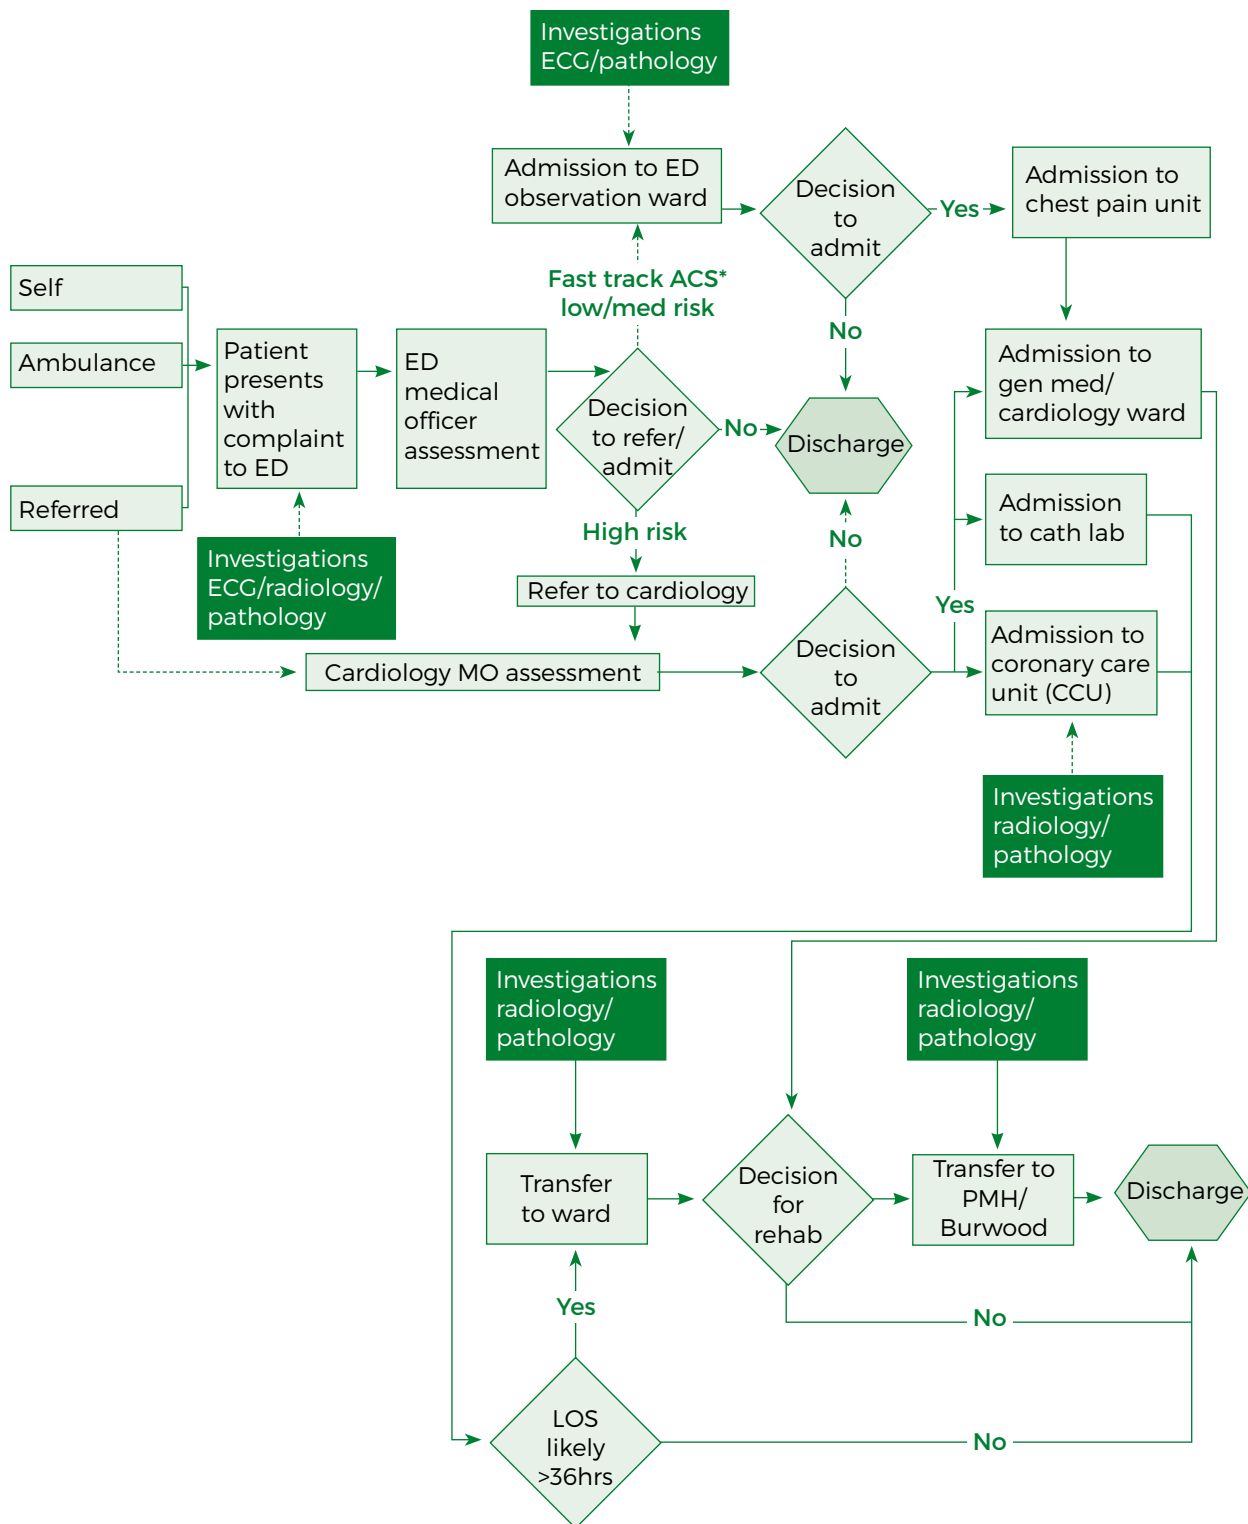 Investigations
ECG/pathology
Admission to ED
observation ward
Decision
to
admit
Yes
Admission to
chest pain unit
Fast track ACS*
low/med risk
No
Self
Ambulance
Referred
Patient
presents
with
complaint
to ED
ED
medical
officer
assessment
Decision
to refer/
admit
No
Discharge
Admission to
gen med/
cardiology ward
Admission
to cath lab
High risk
No
Investigations
ECG/radiology/
pathology
Refer to cardiology
Yes
Cardiology MO assessment
Decision
to
admit
Admission to
coronary care
unit (CCU)
Investigations
radiology/
pathology
Investigations
radiology/
pathology
Investigations
radiology/
pathology
Transfer
to ward
Decision
for
rehab
Transfer to
PMH/
Burwood
Discharge
Yes
No
LOS
likely
>36hrs
No